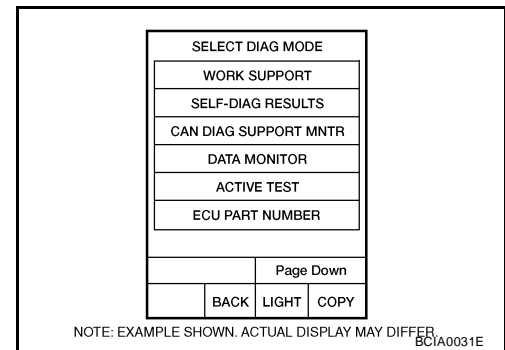 SELECT DIAG MODE
WORK SUPPORT
SELF-DIAG RESULTS
CAN DIAG SUPPORT MNTR
DATA MONITOR
ACTIVE TEST
ECU PART NUMBER
Page Down
BACK LIGHT COPY
NOTE: EXAMPLE SHOWN. ACTUAL DISPLAY MAY DIFFER.
BCIA0031E